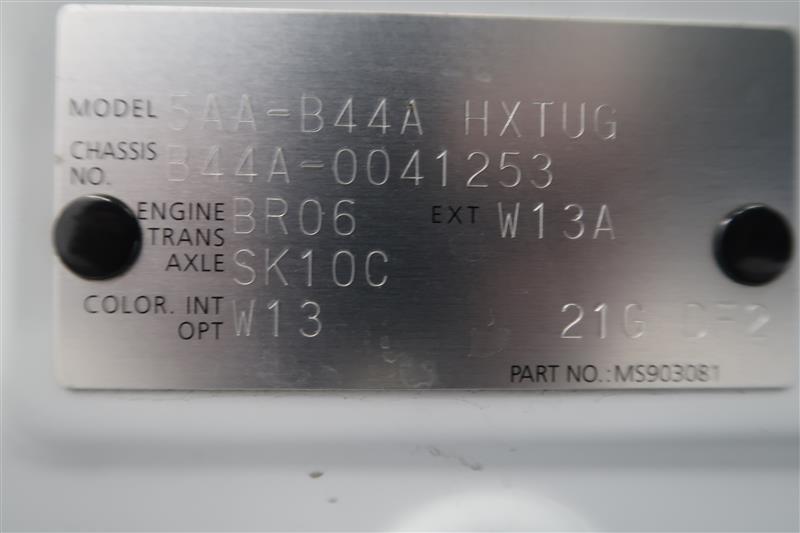 MODEL 5AA-B44A HXTUG
CHASSIS NO. B44A-0041253
ENGINE BR06 EXT W13A
TRANS AXLE SK10C
COLOR. INT OPT W13 21G CF2
PART NO.:MS903081